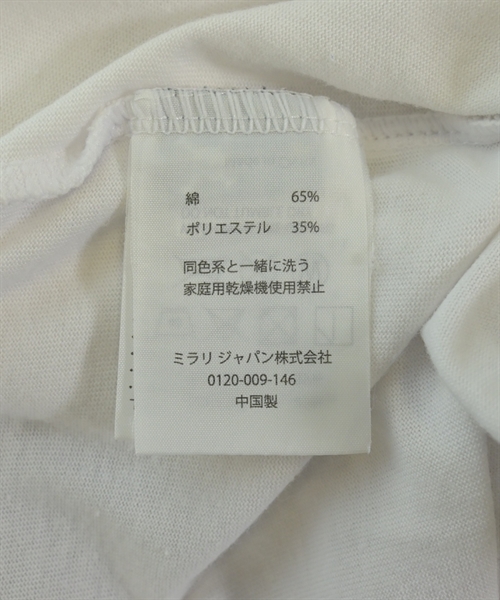 綿 65%
ポリエステル 35%
同色系と一緒に洗う
家庭用乾燥機使用禁止
ミラリ ジャパン株式会社
0120-009-146
中国製